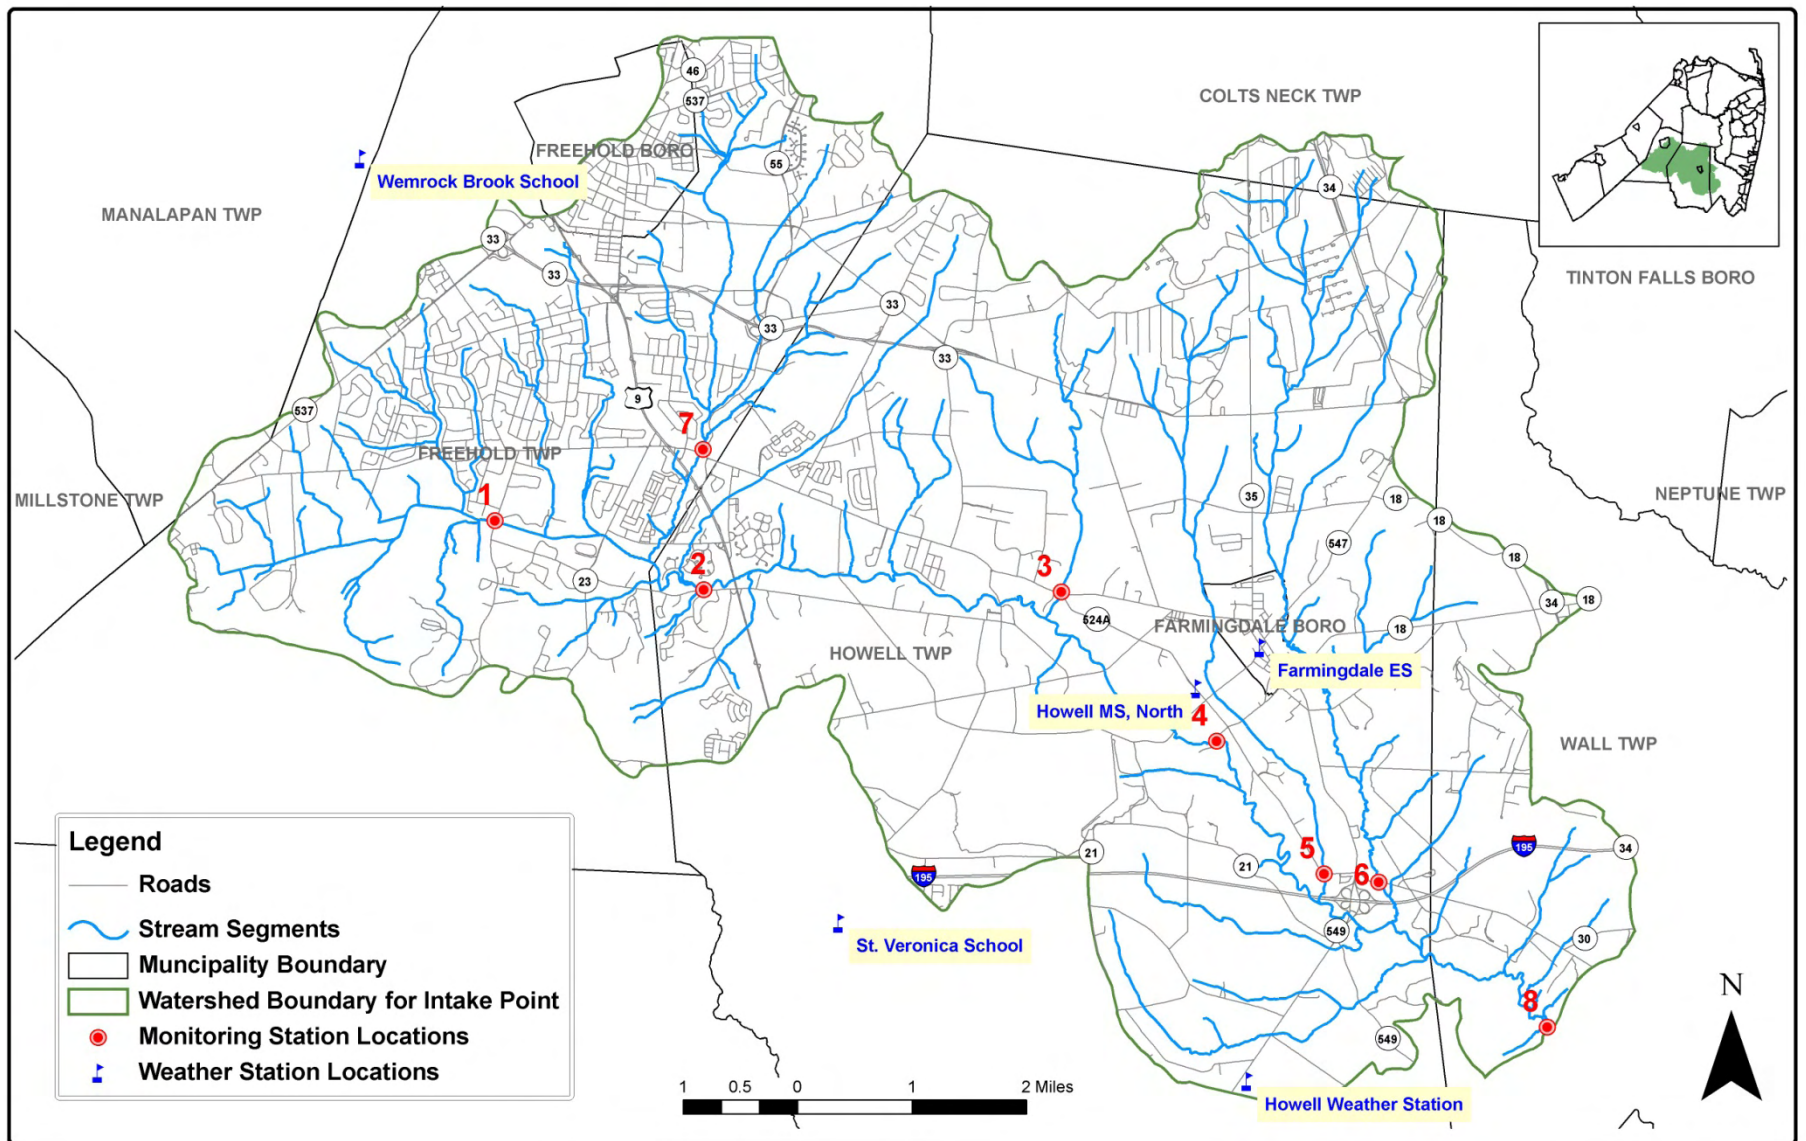 46
537
COLTS NECK TWP
FREEHOLD BORO
55
Wemrock Brook School
34
MANALAPAN TWP
33
33
TINTON FALLS BORO
33
33
33
9
537
7
FREEHOLD TWP
MILLSTONE TWP
1
35
18
NEPTUNE TWP
18
547
18
2
3
23
34
18
524A
FARMINGDALE BORO
18
HOWELL TWP
Farmingdale ES
Howell MS, North
4
WALL TWP
Legend
Roads
Stream Segments
Muncipality Boundary
Watershed Boundary for Intake Point
Monitoring Station Locations
Weather Station Locations
21
195
21
5
6
195
34
549
30
St. Veronica School
8
N
549
1 0.5 0 1 2 Miles
Howell Weather Station